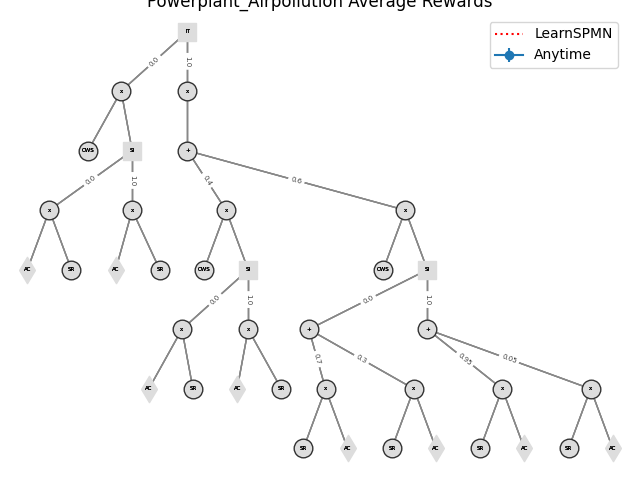 Powerplant_Airpollution Average Rewards
LearnSPMN
Anytime
IT
0.0
1.0
x
x
CWS
SI
+
0.0
1.0
0.4
0.6
x
x
x
x
AC
SR
AC
SR
CWS
SI
CWS
SI
0.0
1.0
0.0
1.0
x
x
+
+
0.7
0.3
0.95
0.05
AC
SR
AC
SR
x
x
x
x
SR
AC
SR
AC
SR
AC
SR
AC